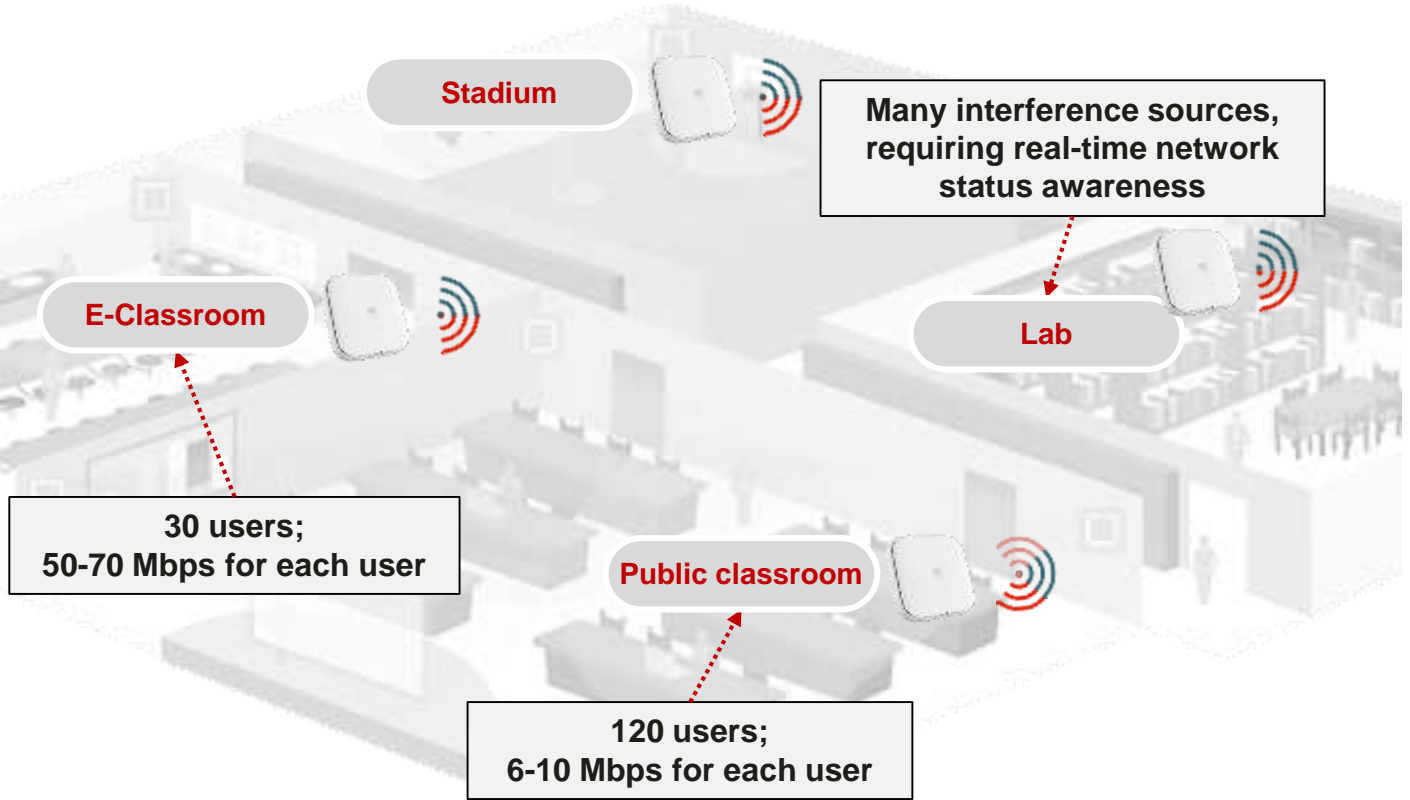 Stadium
Many interference sources,
requiring real-time network
status awareness
E-Classroom
Lab
30 users;
50-70 Mbps for each user
Public classroom
120 users;
6-10 Mbps for each user